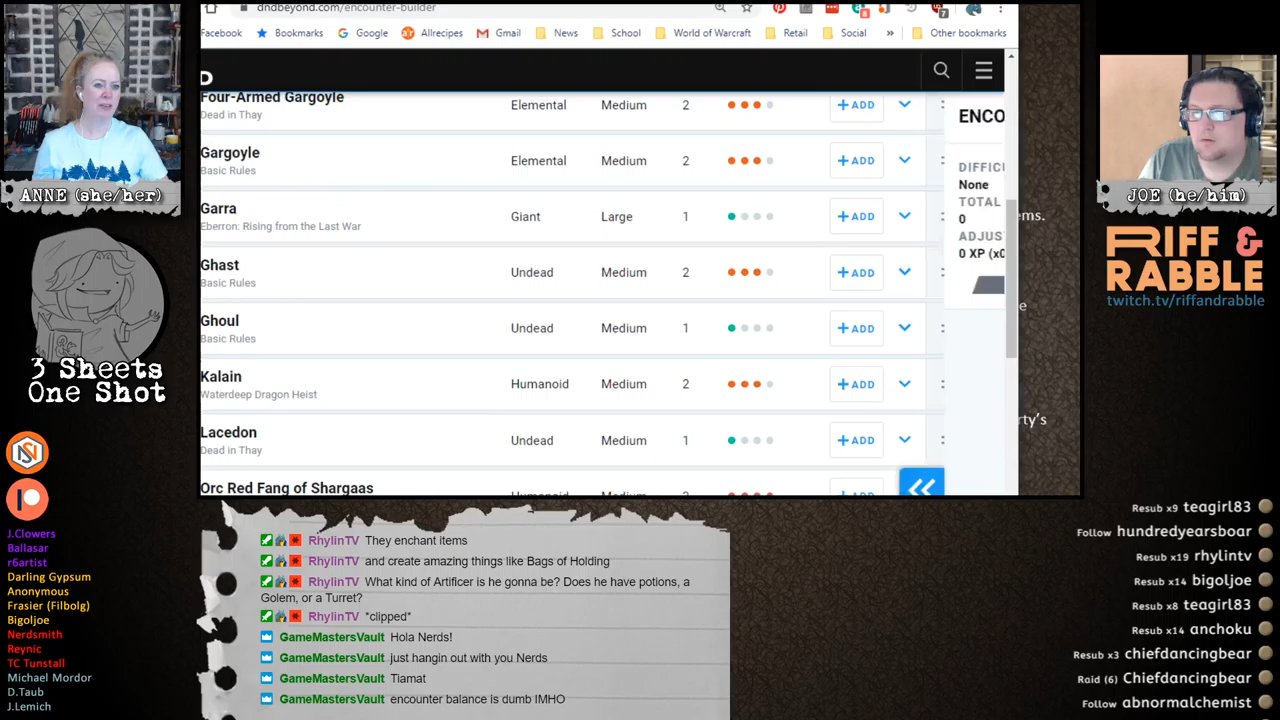 dndbeyond.com/encounter-builder
Facebook Bookmarks Google Allrecipes Gmail News School World of Warcraft Retail Social » Other bookmarks
D
Four-Armed Gargoyle Elemental Medium 2 +ADD
Dead in Thay
Gargoyle Elemental Medium 2 +ADD
Basic Rules
Garra Giant Large 1 +ADD
Eberron: Rising from the Last War
Ghast Undead Medium 2 +ADD
Basic Rules
Ghoul Undead Medium 1 +ADD
Basic Rules
Kalain Humanoid Medium 2 +ADD
Waterdeep Dragon Heist
Lacedon Undead Medium 1 +ADD
Dead in Thay
Orc Red Fang of Shargaas
ENCO
DIFFICU
None
TOTAL
0
ADJUS
0 XP (x0
ems.
e
rty's
ANNE (she/her)
JOE (he/him)
3 Sheets
One Shot
RIFF &
RABBLE
twitch.tv/riffandrabble
J.Clowers
Ballasar
r6artist
Darling Gypsum
Anonymous
Frasier (Filbolg)
Bigoljoe
Nerdsmith
Reynic
TC Tunstall
Michael Mordor
D.Taub
J.Lemich
RhylinTV They enchant items
RhylinTV and create amazing things like Bags of Holding
RhylinTV What kind of Artificer is he gonna be? Does he have potions, a
Golem, or a Turret?
RhylinTV *clipped*
GameMastersVault Hola Nerds!
GameMastersVault just hangin out with you Nerds
GameMastersVault Tiamat
GameMastersVault encounter balance is dumb IMHO
Resub x9 teagirl83
Follow hundredyearsboar
Resub x19 rhylintv
Resub x14 bigoljoe
Resub x8 teagirl83
Resub x14 anchoku
Resub x3 chiefdancingbear
Raid (6) Chiefdancingbear
Follow abnormalchemist